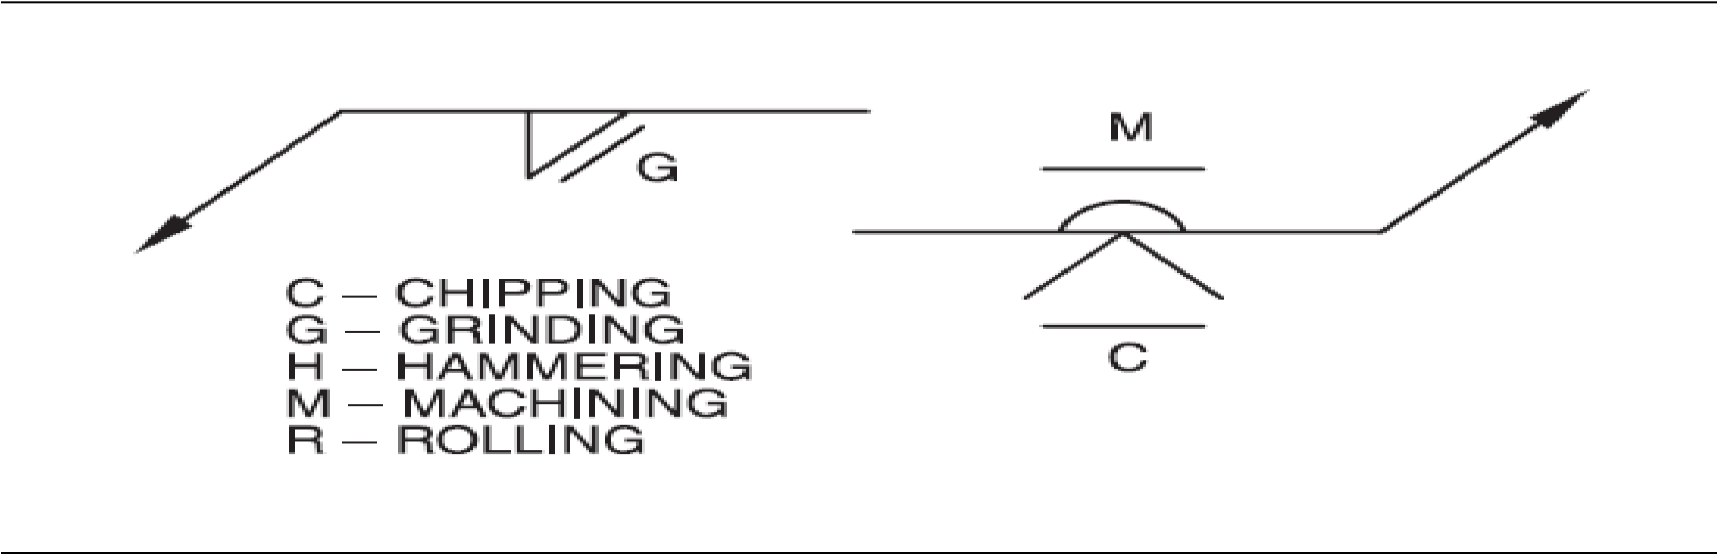 G
M
C
C — CHIPPING
G — GRINDING
H — HAMMERING
M — MACHINING
R — ROLLING